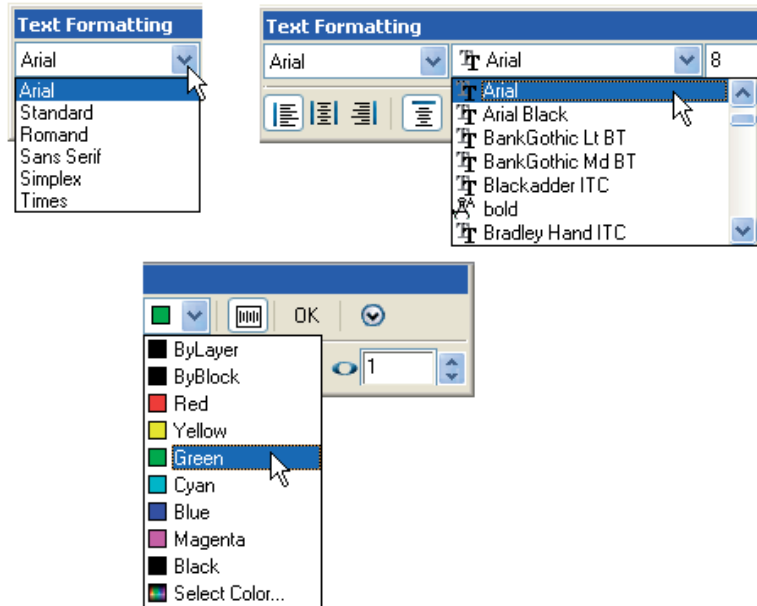 Text Formatting
Arial
Arial
Standard
Romand
Sans Serif
Simplex
Times
Text Formatting
Arial
Arial
8
Arial
Arial Black
BankGothic Lt BT
BankGothic Md BT
Blackadder ITC
bold
Bradley Hand ITC
OK
1
ByLayer
ByBlock
Red
Yellow
Green
Cyan
Blue
Magenta
Black
Select Color...